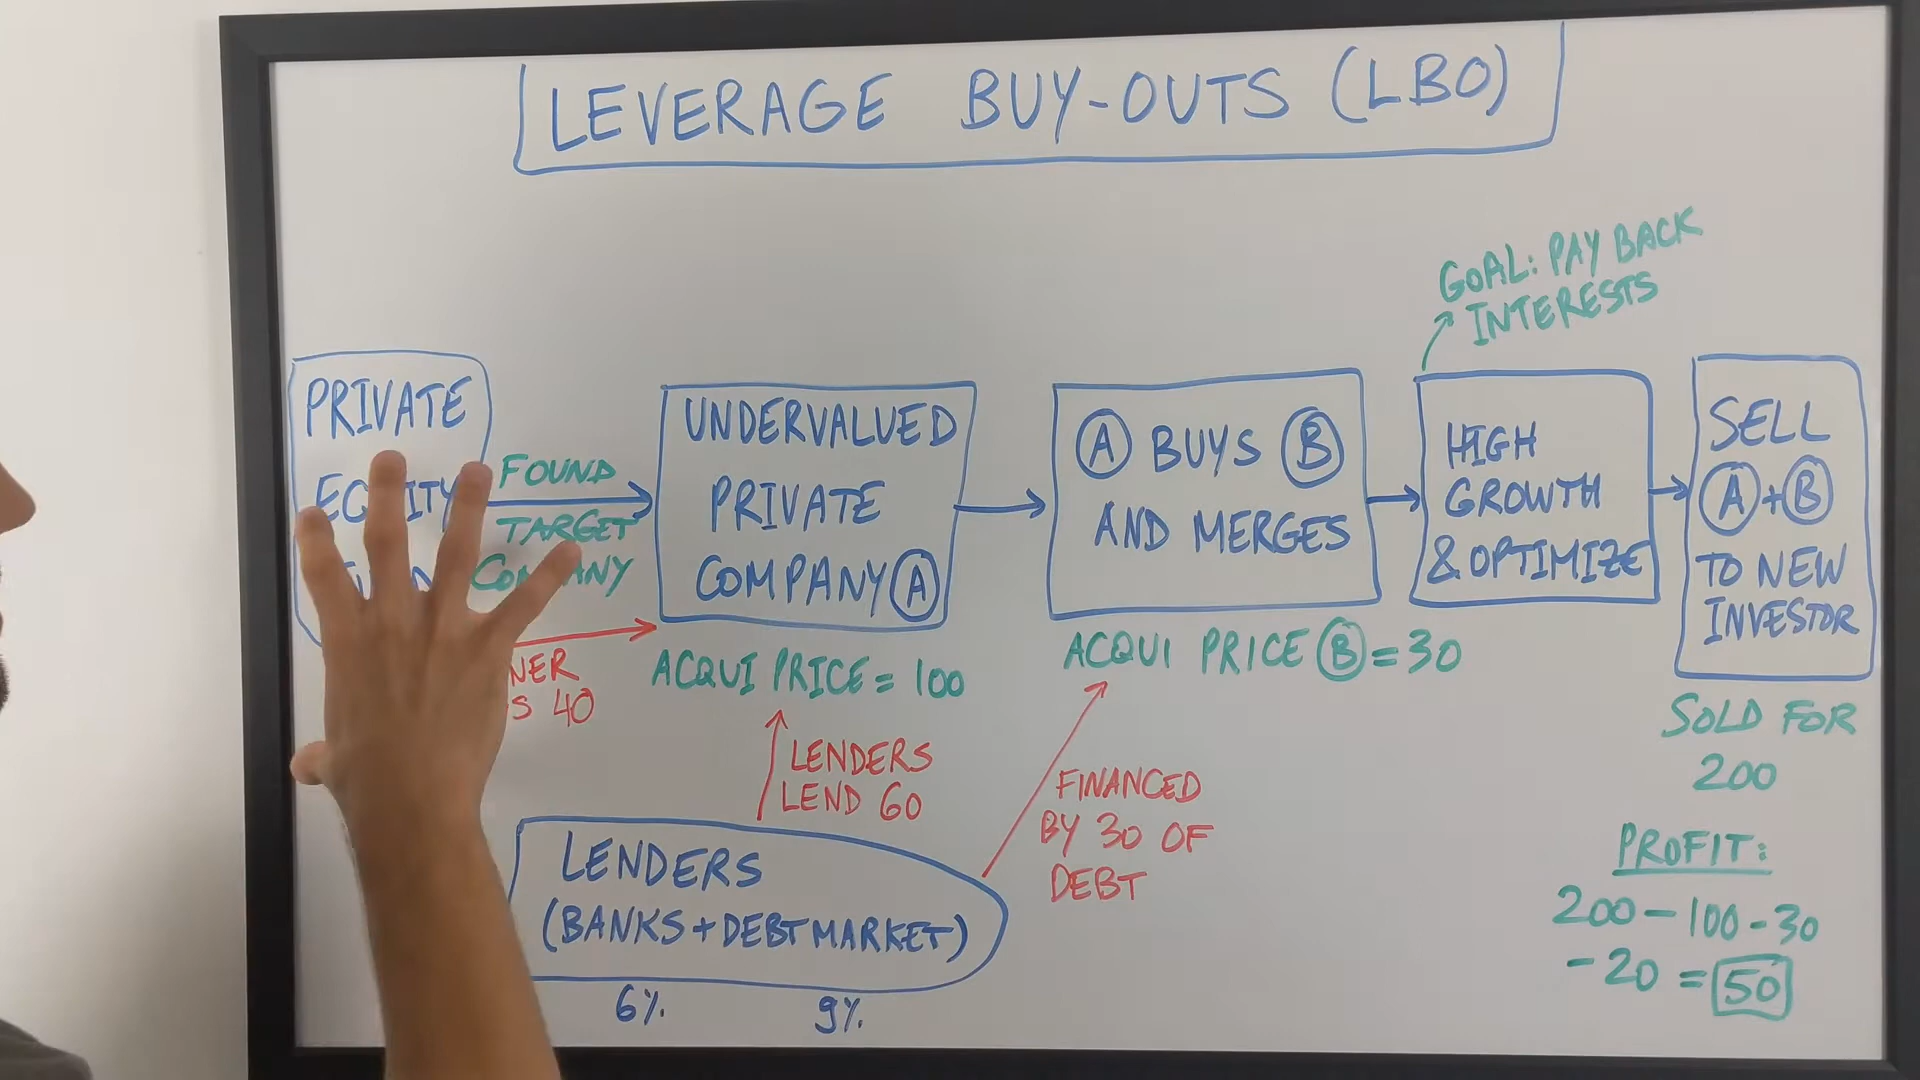 LEVERAGE BUY-OUTS (LBO)
GOAL: PAY BACK
INTERESTS
PRIVATE
EQUITY
FOUND
TARGET
COMPANY
40
UNDERVALUED
PRIVATE
COMPANY A
ACQUI PRICE = 100
LENDERS
LEND 60
A BUYS B
AND MERGES
ACQUI PRICE B = 30
FINANCED
BY 30 OF
DEBT
HIGH
GROWTH
& OPTIMIZE
SELL
A + B
TO NEW
INVESTOR
SOLD FOR
200
PROFIT:
200 - 100 - 30
- 20 = 50
LENDERS
(BANKS + DEBT MARKET)
6% 9%